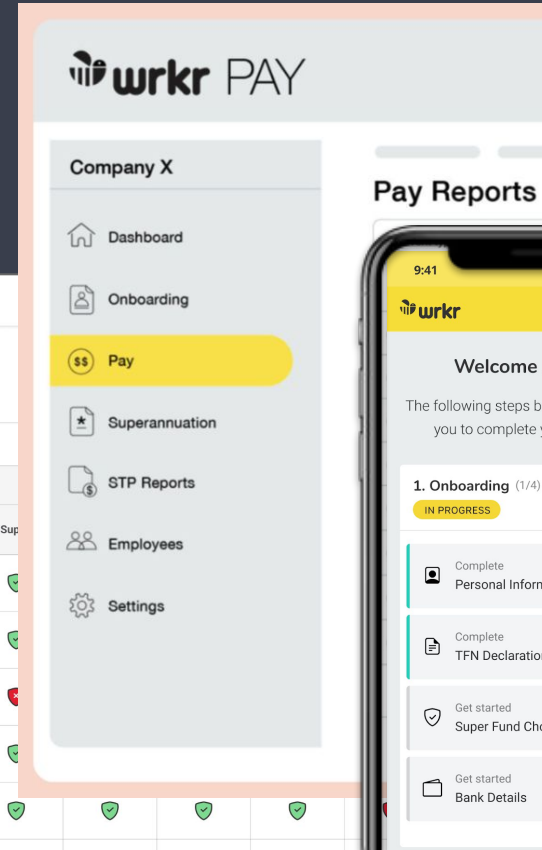 wrkr PAY
Company X
Dashboard
Onboarding
$$ Pay
Superannuation
$ STP Reports
Employees
Settings
Sup
Pay Reports
9:41
wrkr
Welcome
The following steps b
you to complete y
1. Onboarding (1/4)
IN PROGRESS
Complete
Personal Inform
Complete
TFN Declaration
Get started
Super Fund Cho
Get started
Bank Details